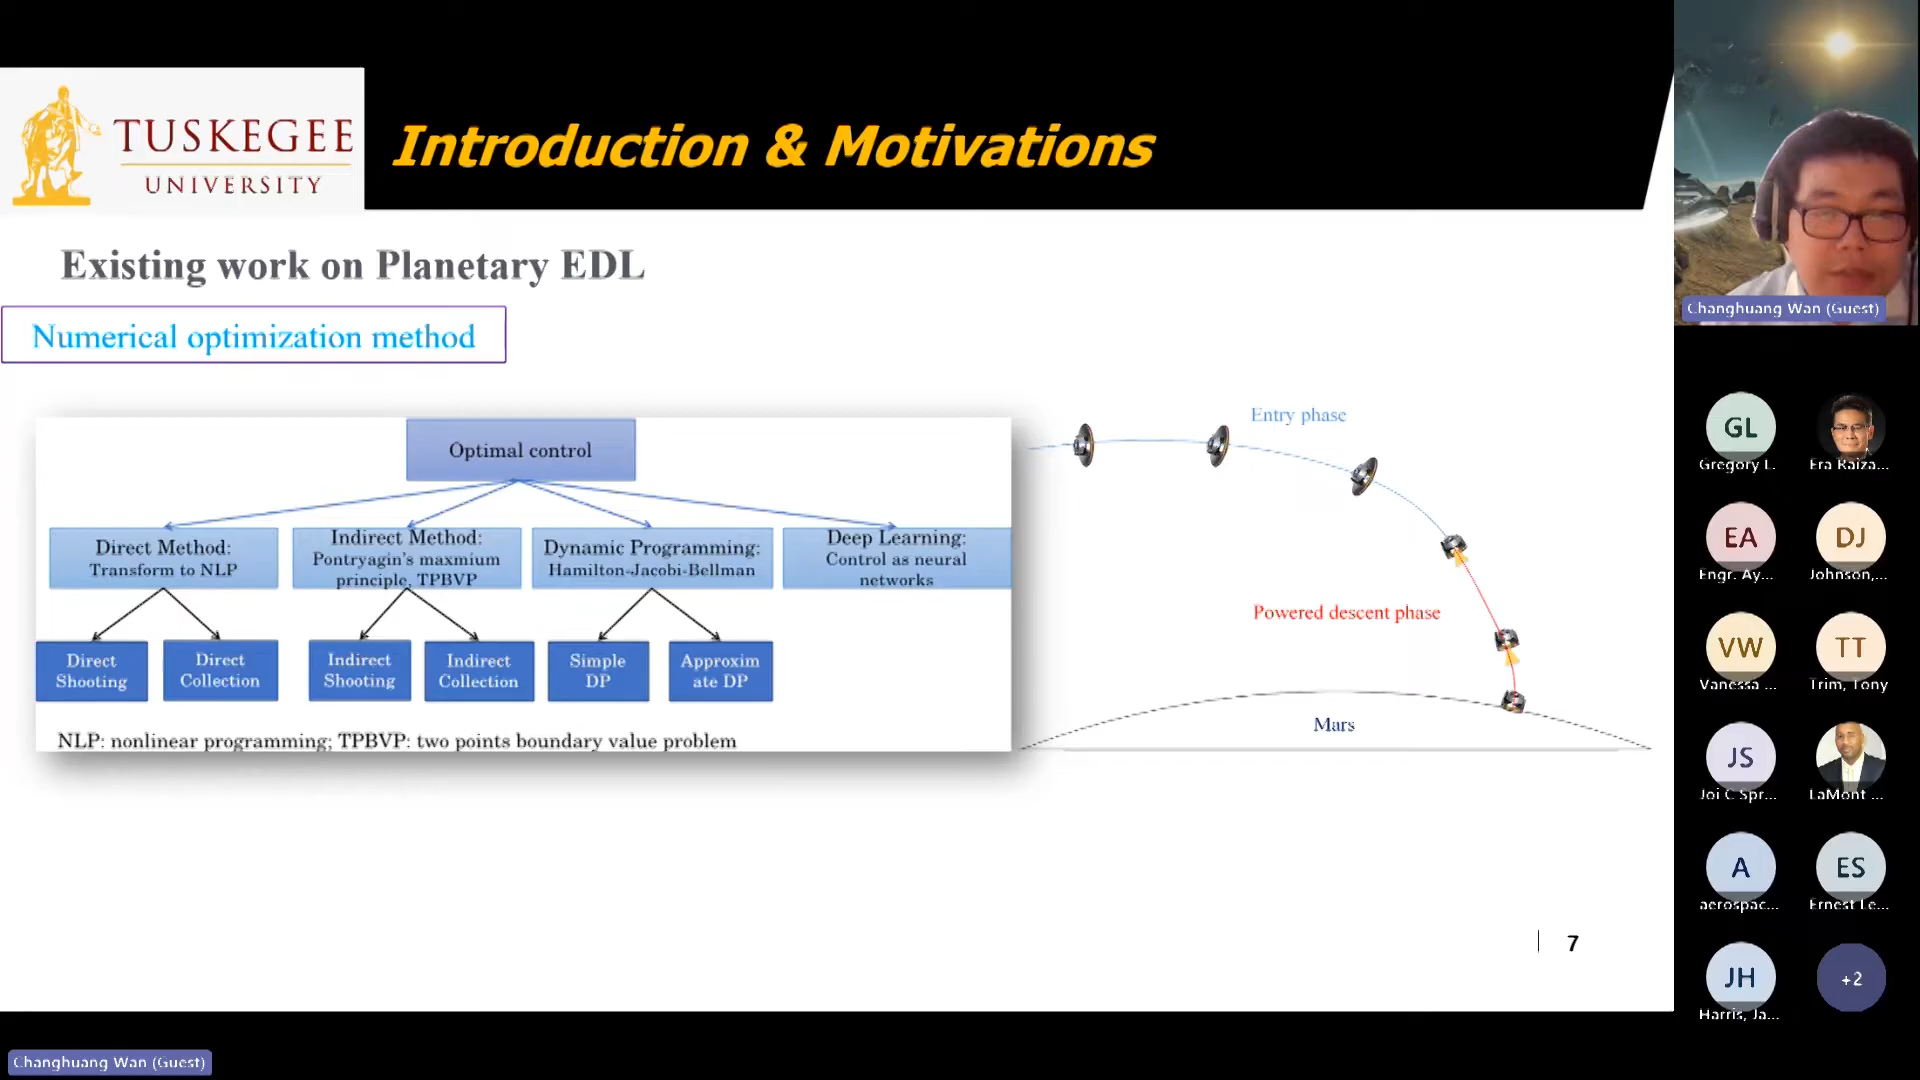 TUSKEGEE
UNIVERSITY
Introduction & Motivations
Existing work on Planetary EDL
Numerical optimization method
Optimal control
Direct Method:
Transform to NLP
Indirect Method:
Pontryagin's maxmium
principle, TPBVP
Dynamic Programming:
Hamilton-Jacobi-Bellman
Deep Learning:
Control as neural
networks
Direct
Shooting
Direct
Collection
Indirect
Shooting
Indirect
Collection
Simple
DP
Approxim
ate DP
NLP: nonlinear programming; TPBVP: two points boundary value problem
Entry phase
Powered descent phase
Mars
7
Changhuang Wan (Guest)
GL
Gregory L.
Era Raiza...
EA
Engr. Ay...
DJ
Johnson,...
VW
Vanessa ...
TT
Trim, Tony
JS
Joi C Spr...
LaMont ...
A
aerospac...
ES
Ernest Le...
JH
Harris, Ja...
+2
Changhuang Wan (Guest)